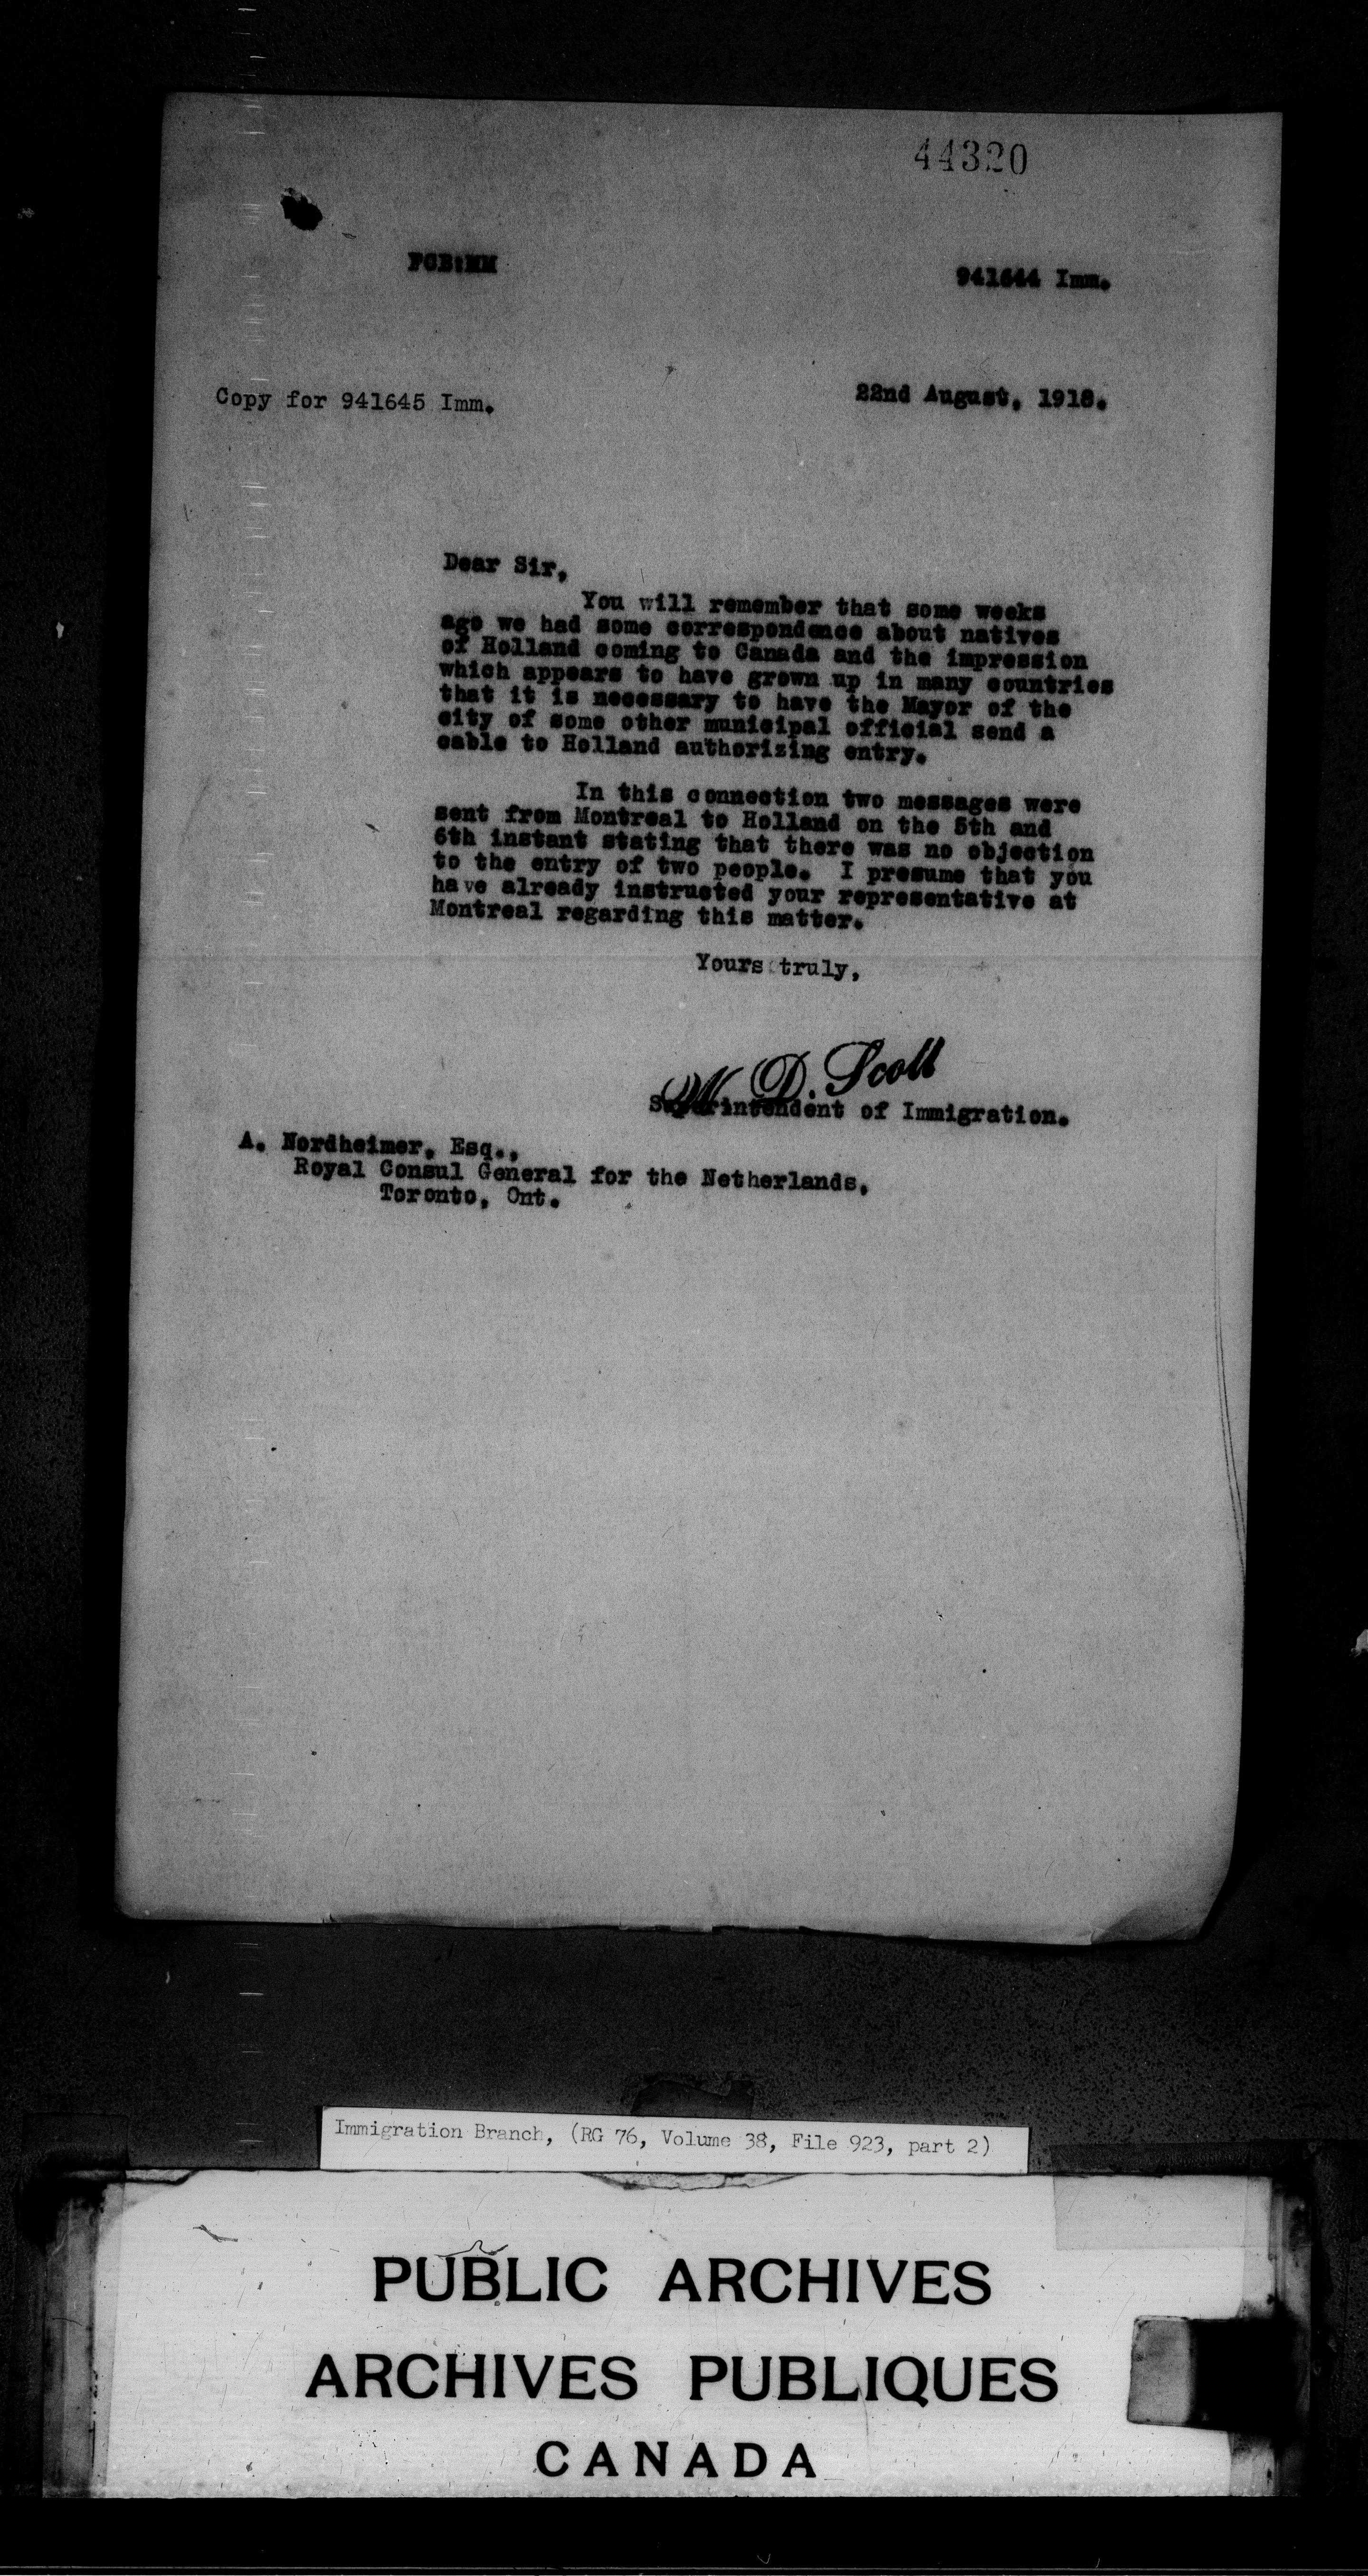 44320
FCB:MM
941644 Imm.
Copy for 941645 Imm.
22nd August, 1918.
Dear Sir,
You will remember that some weeks
ago we had some correspondence about natives
of Holland coming to Canada and the impression
which appears to have grown up in many countries
that it is necessary to have the Mayor of the
city of some other municipal official send a
cable to Holland authorizing entry.
In this connection two messages were
sent from Montreal to Holland on the 5th and
6th instant stating that there was no objection
to the entry of two people. I presume that you
have already instructed your representative at
Montreal regarding this matter.
Yours truly,
W. D. Scott
Superintendent of Immigration.
A. Nordheimer, Esq.,
Royal Consul General for the Netherlands,
Toronto, Ont.
Immigration Branch, (RG 76, Volume 38, File 923, part 2)
PUBLIC ARCHIVES
ARCHIVES PUBLIQUES
CANADA